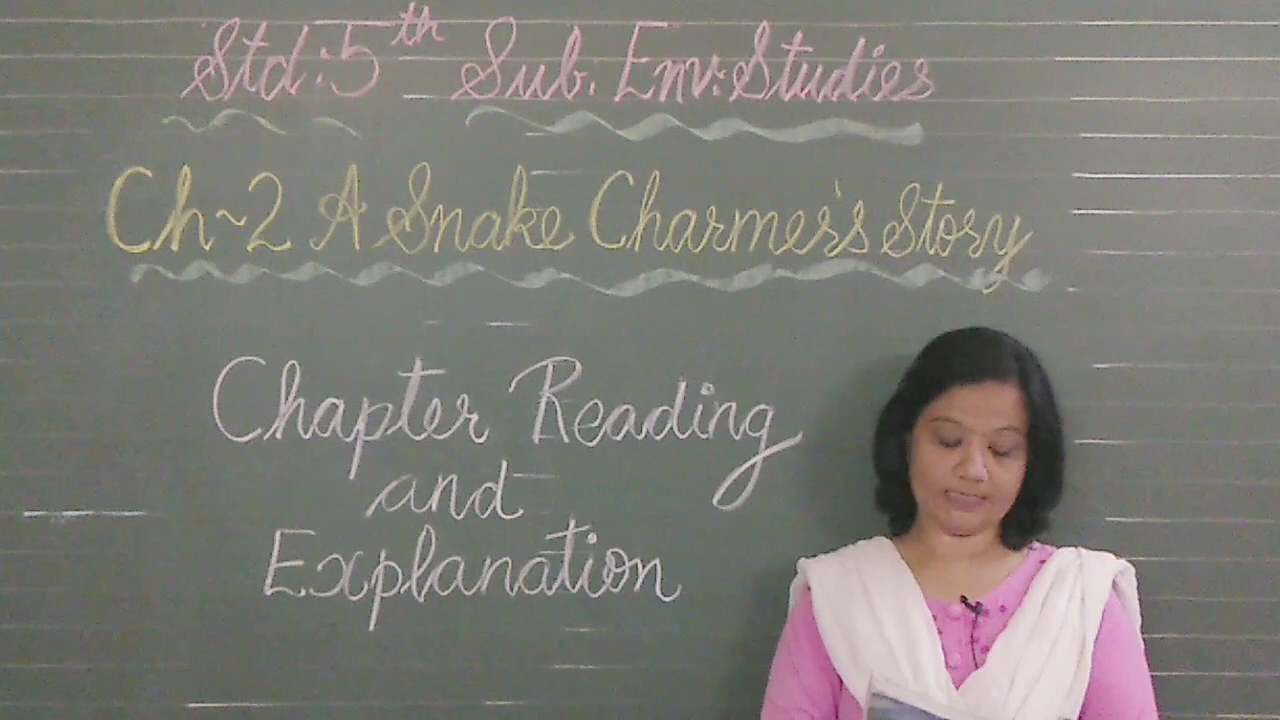 Std:5th Sub. Env. Studies
Ch~2 A Snake Charmer's Story
Chapter Reading
and
Explanation